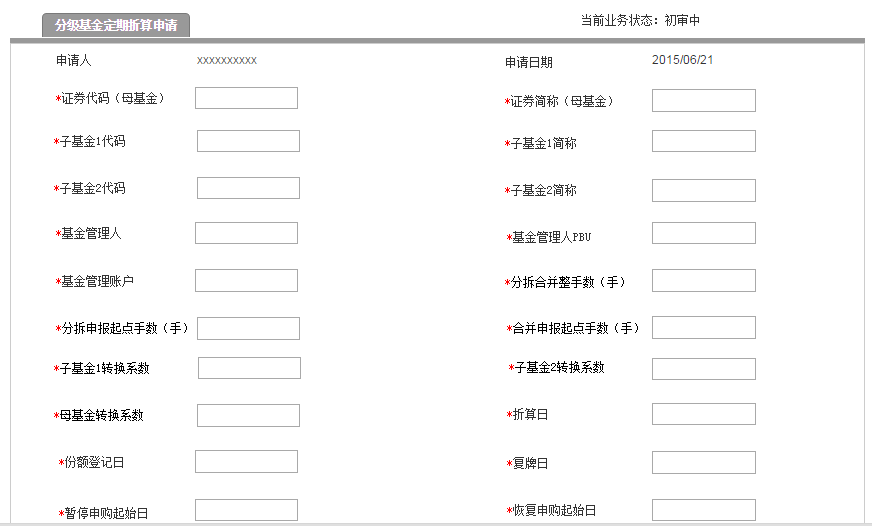 分级基金定期折算申请 当前业务状态：初审中
申请人 xxxxxxxxxx 申请日期 2015/06/21
*证券代码（母基金） *证券简称（母基金）
*子基金1代码 *子基金1简称
*子基金2代码 *子基金2简称
*基金管理人 *基金管理人PBU
*基金管理账户 *分拆合并整手数（手）
*分拆申报起点手数（手） *合并申报起点手数（手）
*子基金1转换系数 *子基金2转换系数
*母基金转换系数 *折算日
*份额登记日 *复牌日
*暂停申购起始日 *恢复申购起始日